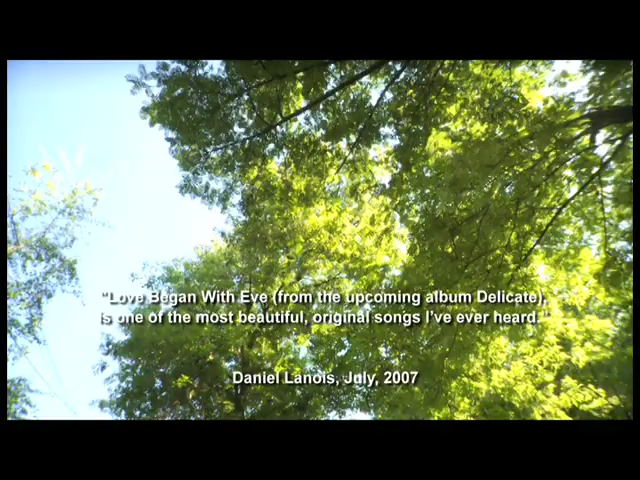 "Love Began With Eve (from the upcoming album Delicate),
is one of the most beautiful, original songs I've ever heard."
Daniel Lanois, July, 2007